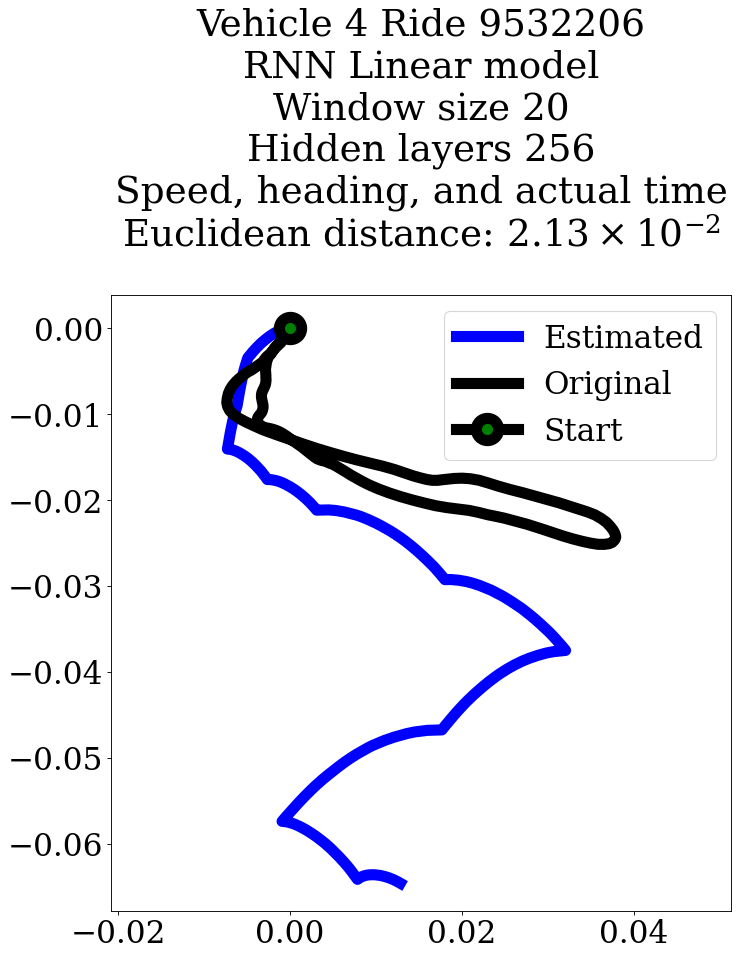 Vehicle 4 Ride 9532206
RNN Linear model
Window size 20
Hidden layers 256
Speed, heading, and actual time
Euclidean distance: 2.13 × 10⁻²
Estimated
Original
Start
0.00
−0.01
−0.02
−0.03
−0.04
−0.05
−0.06
−0.02 0.00 0.02 0.04